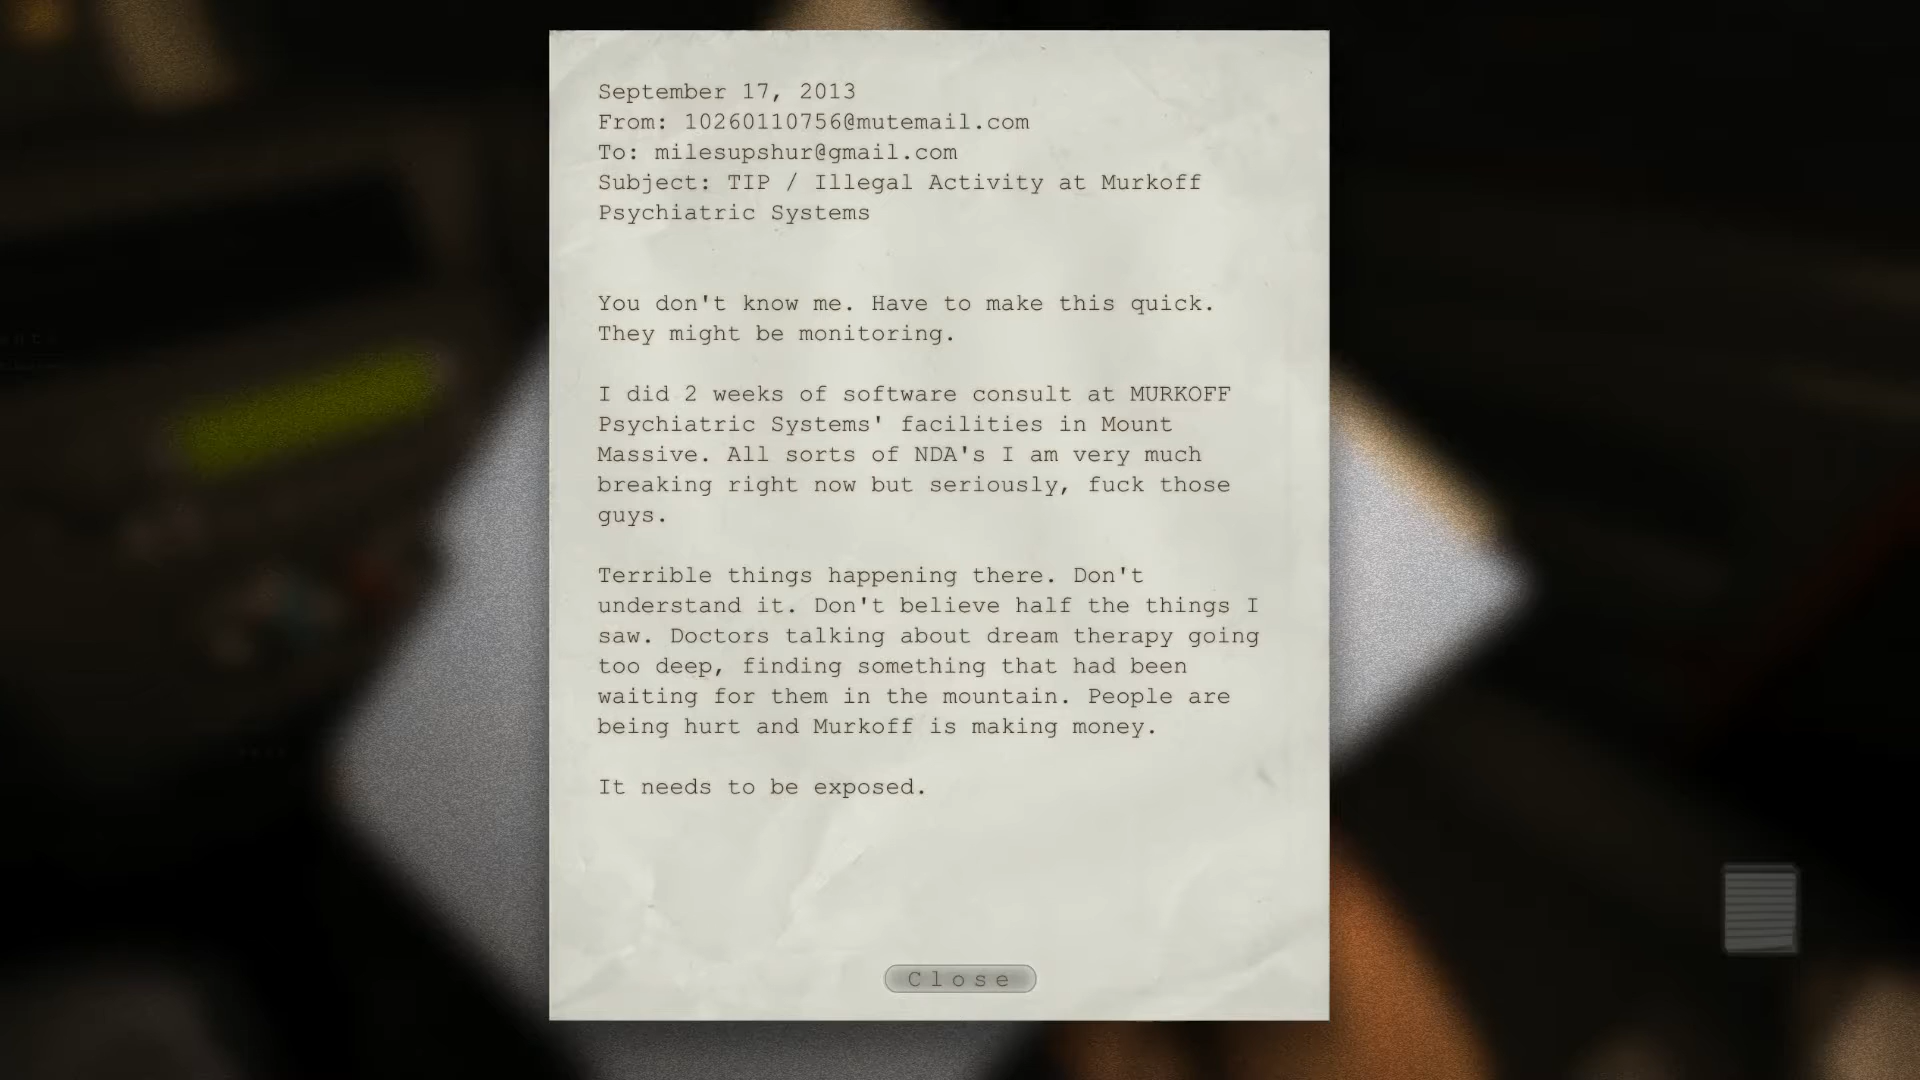 September 17, 2013
From: 10260110756@mutemail.com
To: milesupshur@gmail.com
Subject: TIP / Illegal Activity at Murkoff
Psychiatric Systems
You don't know me. Have to make this quick.
They might be monitoring.
I did 2 weeks of software consult at MURKOFF
Psychiatric Systems' facilities in Mount
Massive. All sorts of NDA's I am very much
breaking right now but seriously, fuck those
guys.
Terrible things happening there. Don't
understand it. Don't believe half the things I
saw. Doctors talking about dream therapy going
too deep, finding something that had been
waiting for them in the mountain. People are
being hurt and Murkoff is making money.
It needs to be exposed.
Close